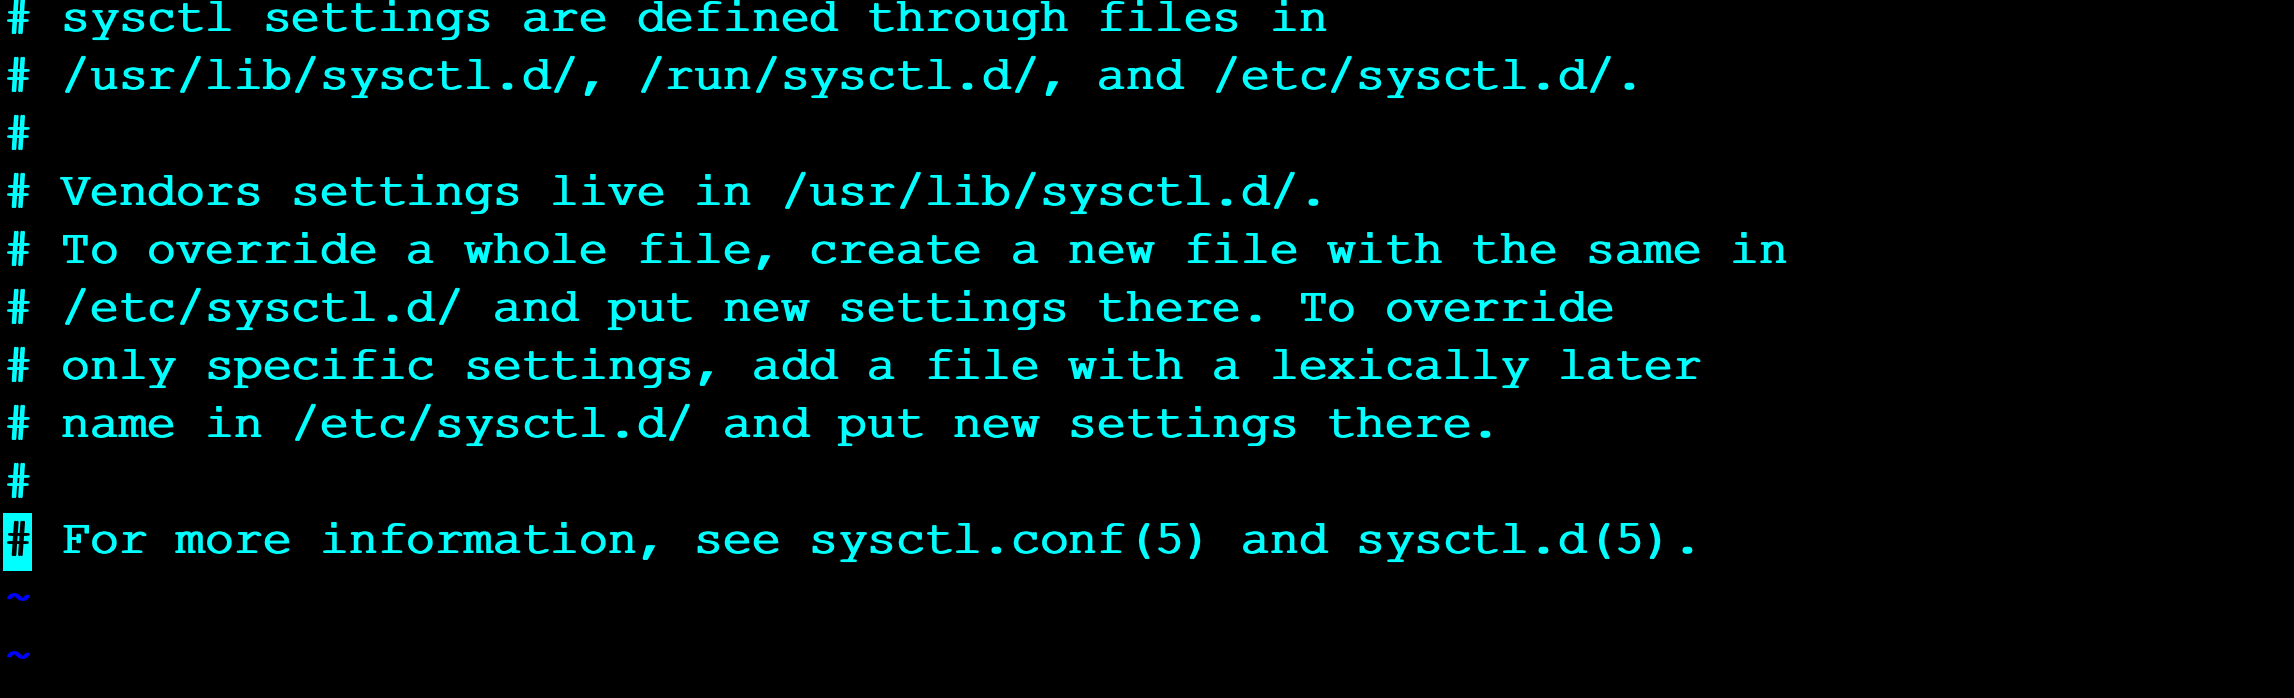 # sysctl settings are defined through files in
# /usr/lib/sysctl.d/, /run/sysctl.d/, and /etc/sysctl.d/.
#
# Vendors settings live in /usr/lib/sysctl.d/.
# To override a whole file, create a new file with the same in
# /etc/sysctl.d/ and put new settings there. To override
# only specific settings, add a file with a lexically later
# name in /etc/sysctl.d/ and put new settings there.
#
# For more information, see sysctl.conf(5) and sysctl.d(5).
~
~